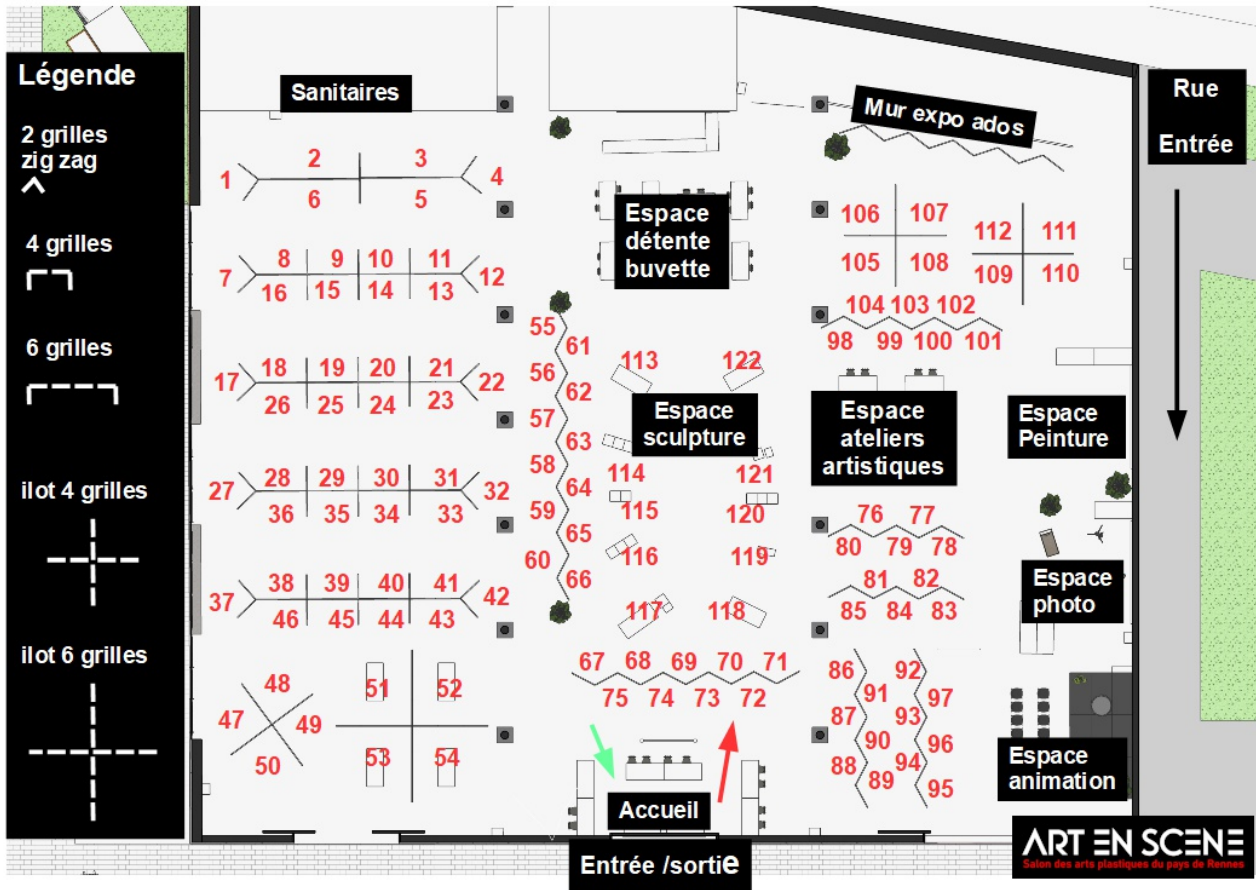 Légende
2 grilles
zig zag
4 grilles
6 grilles
ilot 4 grilles
ilot 6 grilles
Sanitaires
Mur expo ados
Rue
Entrée
2 3
1 4
6 5
8 9 10 11
7 12
16 15 14 13
18 19 20 21
17 22
26 25 24 23
28 29 30 31
27 32
36 35 34 33
38 39 40 41
37 42
46 45 44 43
48
47 49
50
51 52
53 54
Espace
détente
buvette
55
61
56
62
57
63
58
64
59
65
60
66
113 122
Espace
sculpture
114 121
115 120
116 119
117 118
67 68 69 70 71
75 74 73 72
Accueil
Entrée /sortie
106 107
105 108
112 111
109 110
104 103 102
98 99 100 101
Espace
ateliers
artistiques
Espace
Peinture
76 77
80 79 78
81 82
85 84 83
Espace
photo
86 92
91 97
87 93
90 96
88 94
89 95
Espace
animation
ART EN SCENE
Salon des arts plastiques du pays de Rennes